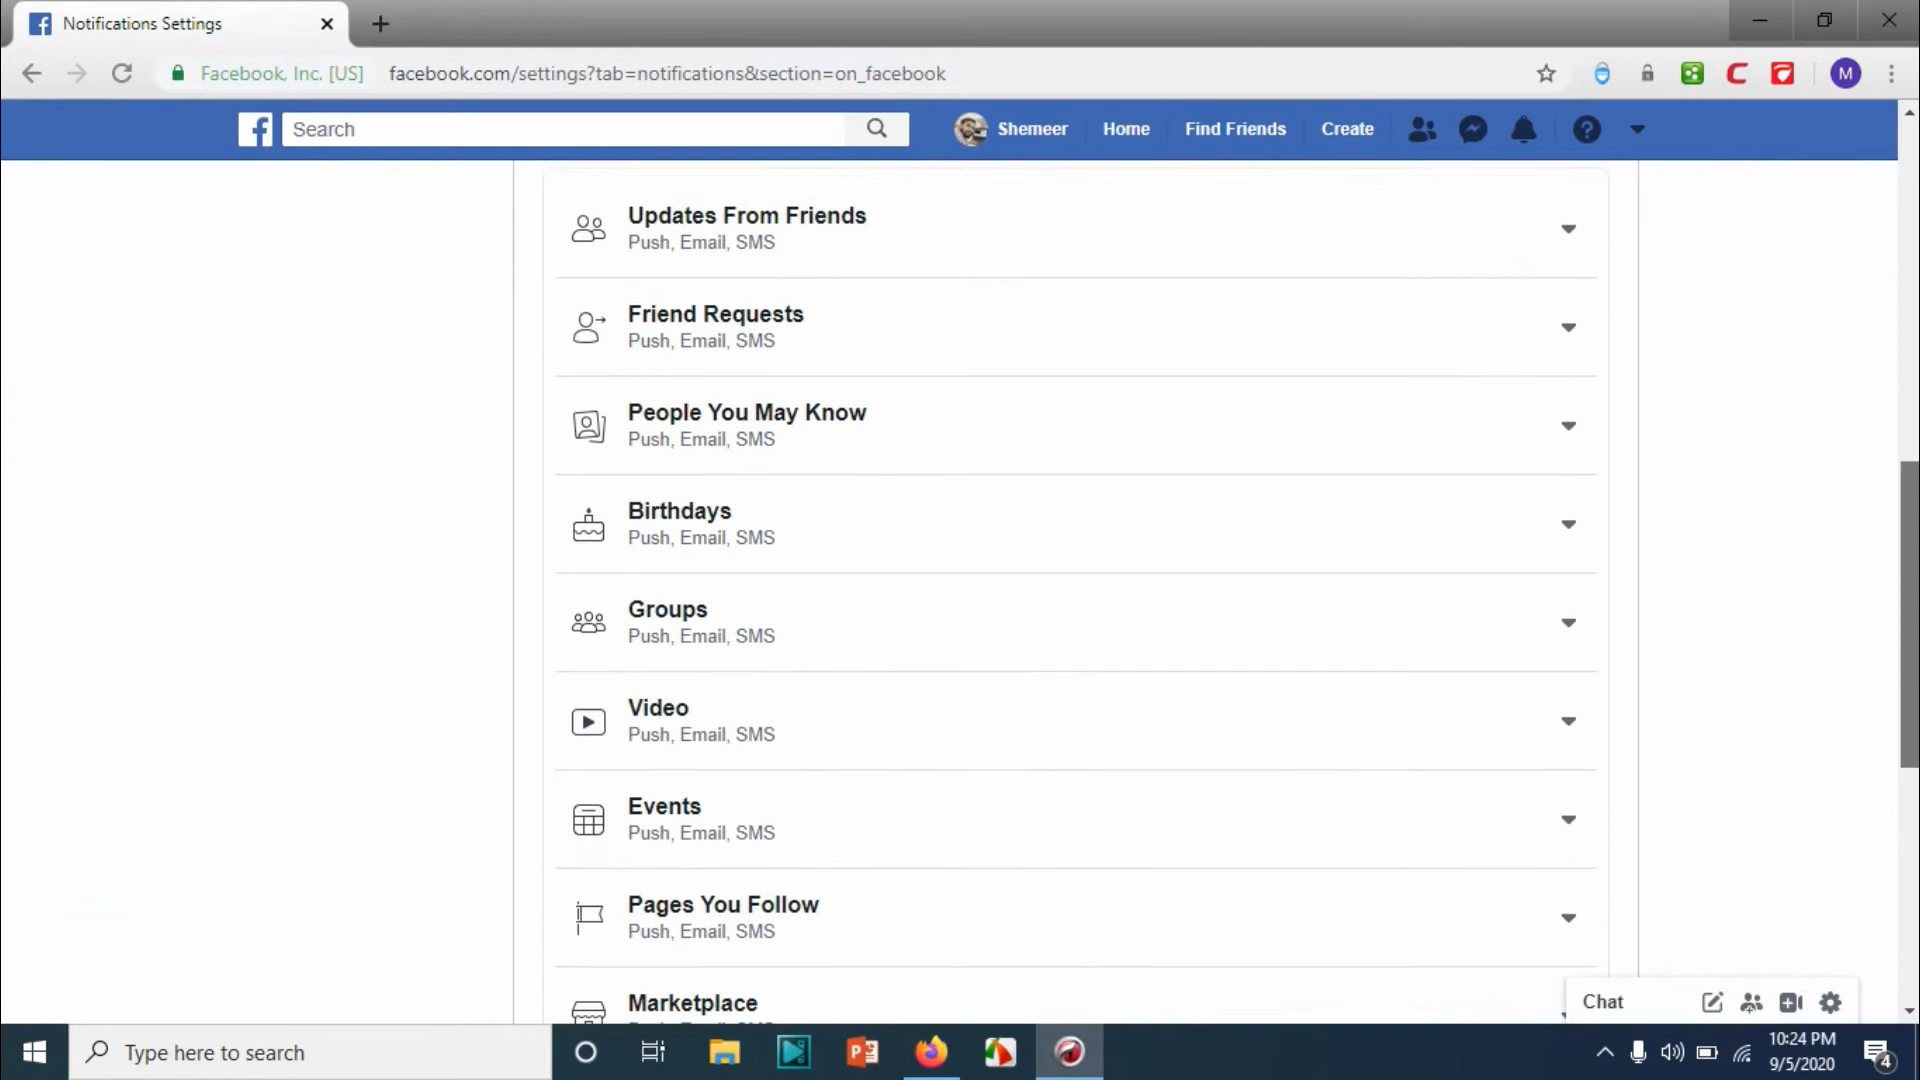 Notifications Settings
Facebook, Inc. [US]
facebook.com/settings?tab=notifications&section=on_facebook
M
Search
Shemeer
Home
Find Friends
Create
Updates From Friends
Push, Email, SMS
Friend Requests
Push, Email, SMS
People You May Know
Push, Email, SMS
Birthdays
Push, Email, SMS
Groups
Push, Email, SMS
Video
Push, Email, SMS
Events
Push, Email, SMS
Pages You Follow
Push, Email, SMS
Marketplace
Chat
Type here to search
10:24 PM
9/5/2020
4